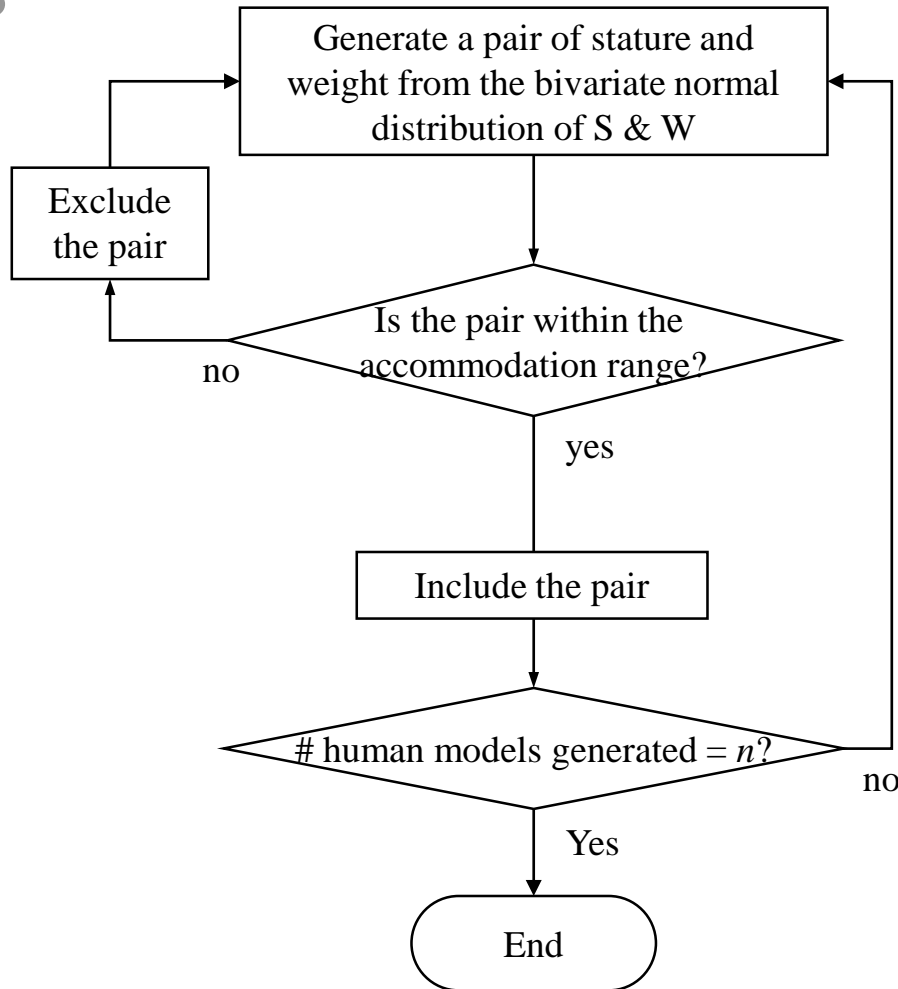 Generate a pair of stature and
weight from the bivariate normal
distribution of S & W
Exclude
the pair
Is the pair within the
accommodation range?
no
yes
Include the pair
# human models generated = n?
no
Yes
End